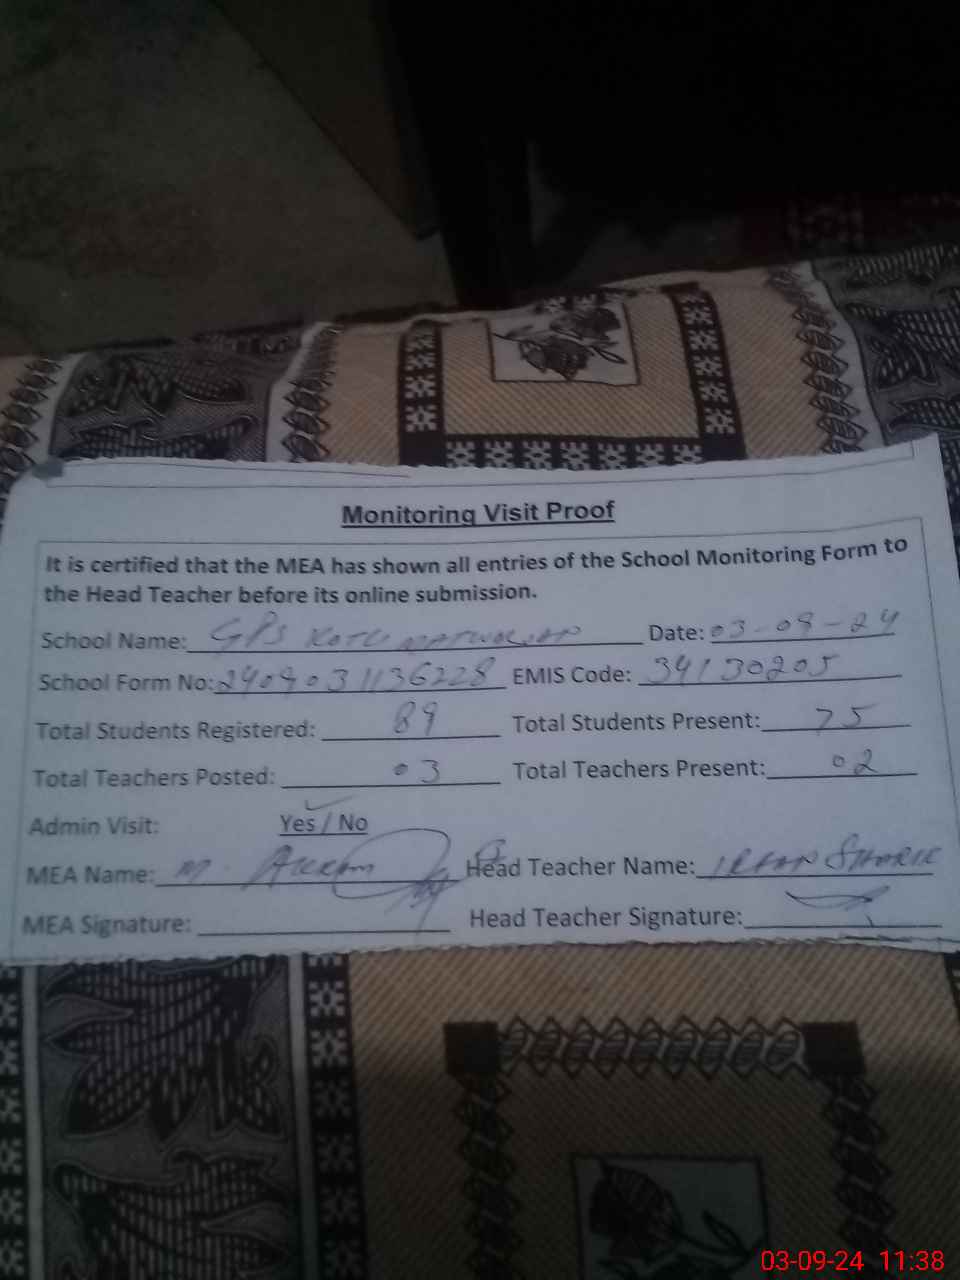 Monitoring Visit Proof
It is certified that the MEA has shown all entries of the School Monitoring Form to
the Head Teacher before its online submission.
School Name: GPS KOTLI Date: 03-09-24
School Form No: 2409031136228 EMIS Code: 34130205
Total Students Registered: 89 Total Students Present: 75
Total Teachers Posted: 03 Total Teachers Present: 02
Admin Visit: Yes / No
MEA Name: M. Akram Head Teacher Name: IRFAN
MEA Signature: Head Teacher Signature:
03-09-24 11:38